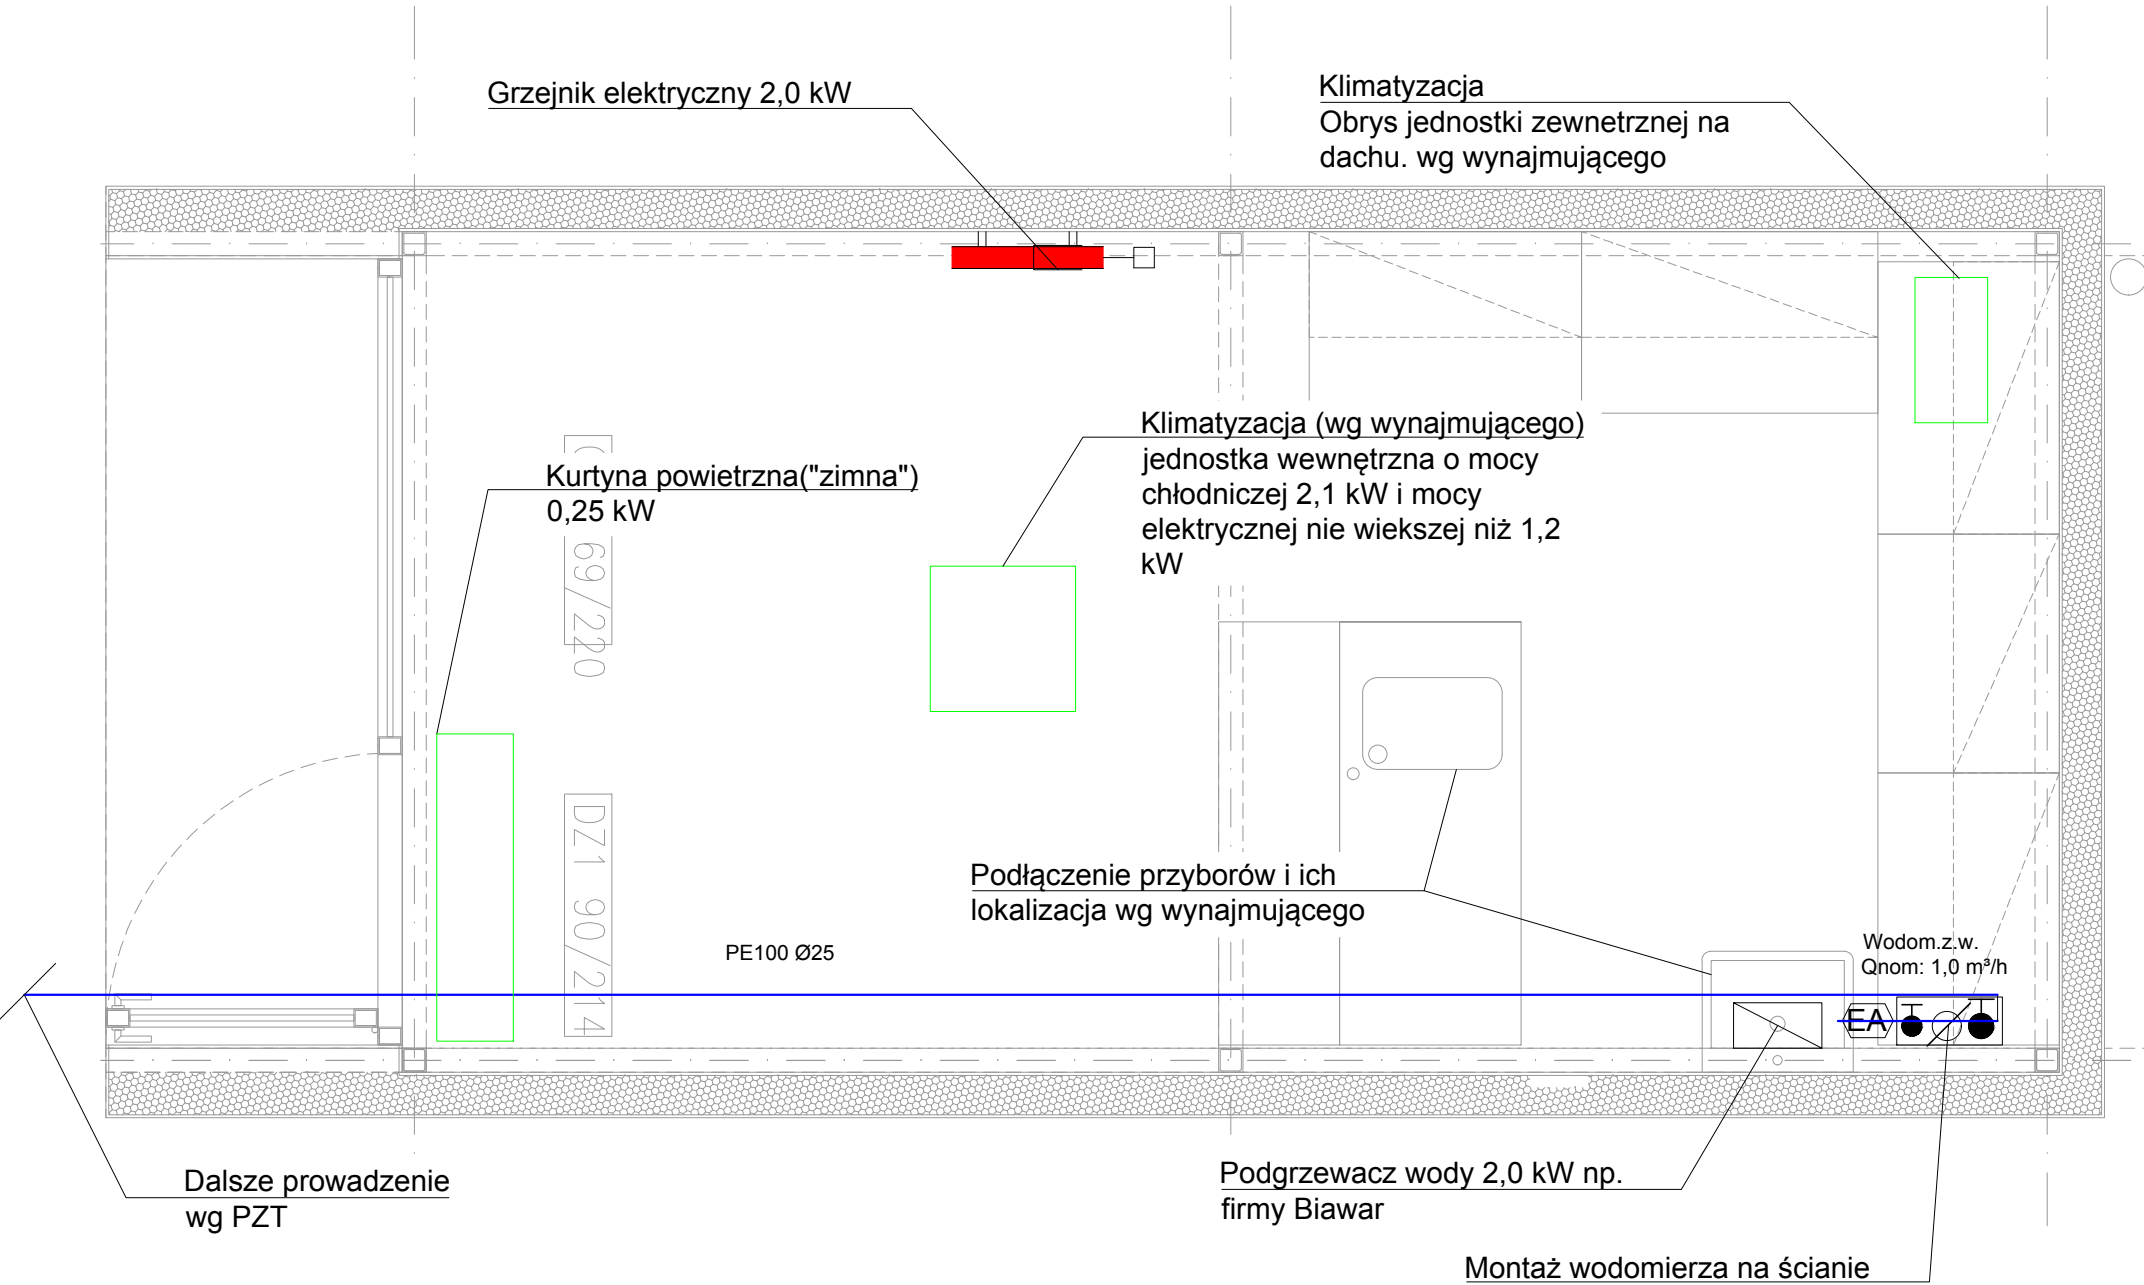 Grzejnik elektryczny 2,0 kW
Klimatyzacja
Obrys jednostki zewnetrznej na
dachu. wg wynajmującego
Klimatyzacja (wg wynajmującego)
jednostka wewnętrzna o mocy
chłodniczej 2,1 kW i mocy
elektrycznej nie wiekszej niż 1,2
kW
Kurtyna powietrzna("zimna")
0,25 kW
69/220
DZ1 90/214
Podłączenie przyborów i ich
lokalizacja wg wynajmującego
PE100 Ø25
Wodom.z.w.
Qnom: 1,0 m³/h
EA
Dalsze prowadzenie
wg PZT
Podgrzewacz wody 2,0 kW np.
firmy Biawar
Montaż wodomierza na ścianie